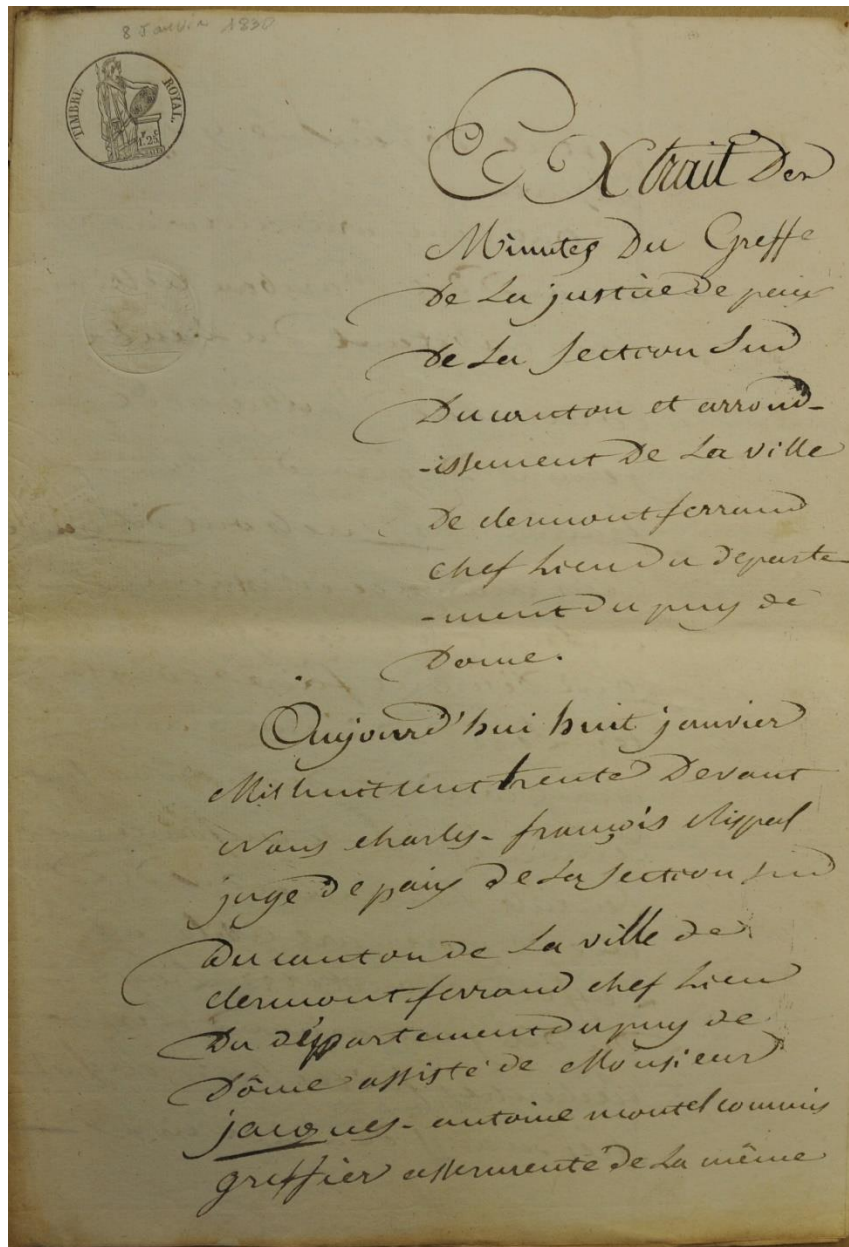 8 Janvier 1830
TIMBRE ROYAL.
1.f 25
Extrait Des
Minutes Du Greffe
de La justice De paix
de La section Sud
Du canton et arrond-
-issement De La ville
De clermont ferrand
chef Lieu Du Departe
-ment Du puy de
Dome.
Aujourd'hui huit janvier
Mil huit cent trente Devant
Nous charles-françois
juge De paix De La section sud
Du canton de La ville de
clermont ferrand chef Lieu
Du département Du puy de
Dôme assisté de Monsieur
jacques-antoine montel commis
greffier assermenté de La même